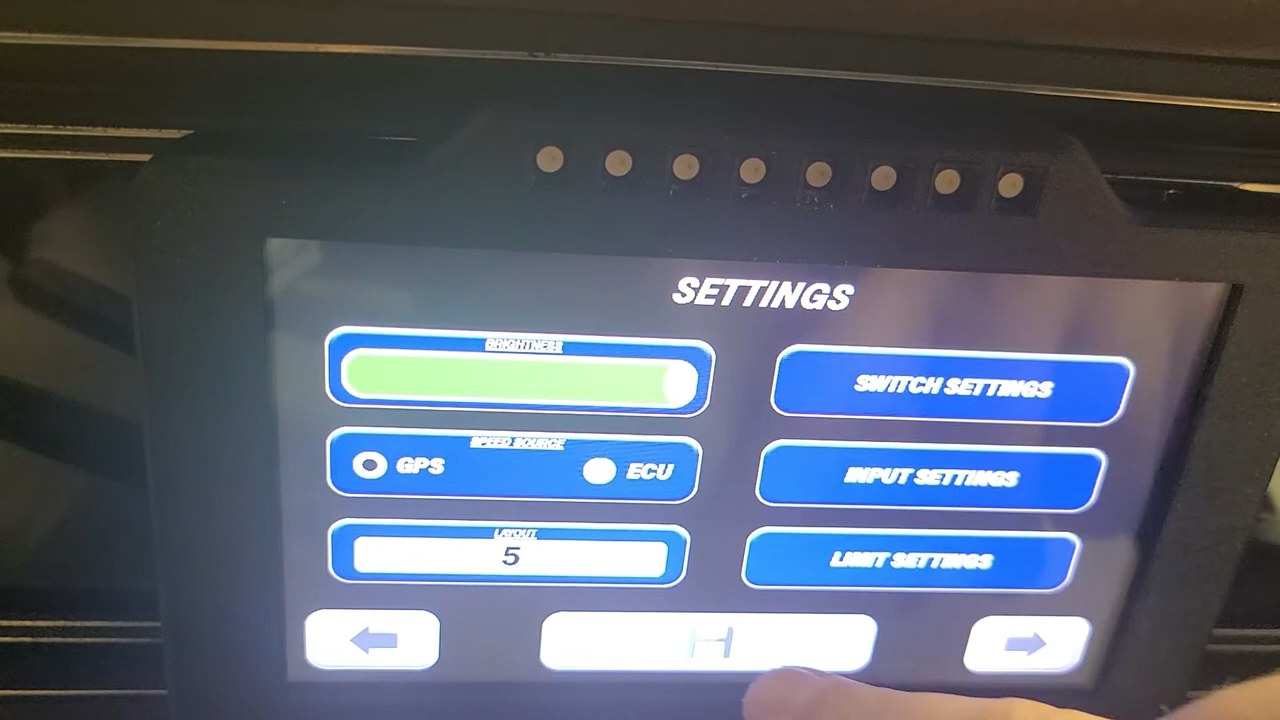 SETTINGS
BRIGHTNESS
SWITCH SETTINGS
SPEED SOURCE
GPS
ECU
INPUT SETTINGS
LAYOUT
5
LIMIT SETTINGS
H